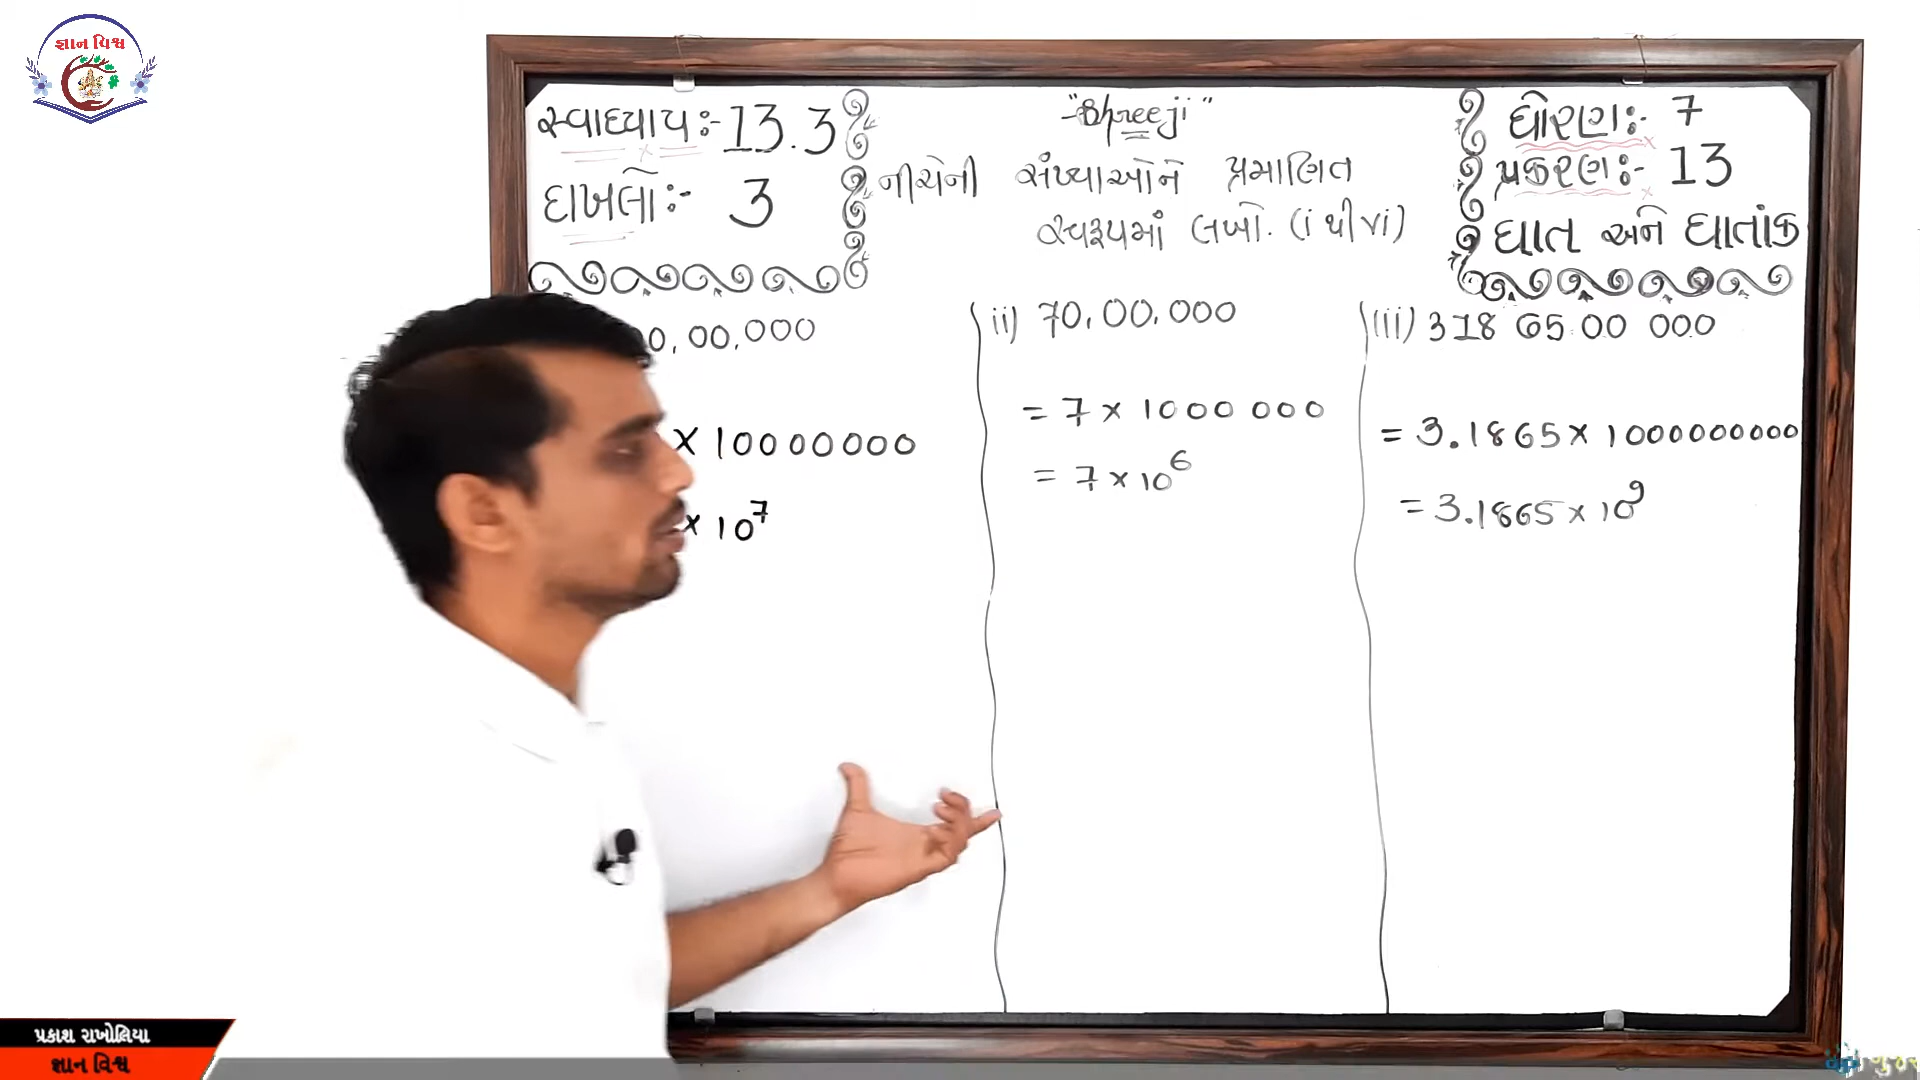 જ્ઞાન વિશ્વ
સ્વાધ્યાય:- 13.3
દાખલો:- 3
"Shreeji"
નીચેની સંખ્યાઓને પ્રમાણિત
સ્વરૂપમાં લખો. (i થી vi)
ધોરણ:- 7
પ્રકરણ:- 13
ઘાત અને ઘાતાંક
0,00,000
× 10000000
× 10⁷
ii) 70,00,000
= 7 × 1000 000
= 7 × 10⁶
(iii) 318 65 00 000
= 3.1865 × 1000000000
= 3.1865 × 10⁹
પ્રકાશ રાખોલિયા
જ્ઞાન વિશ્વ